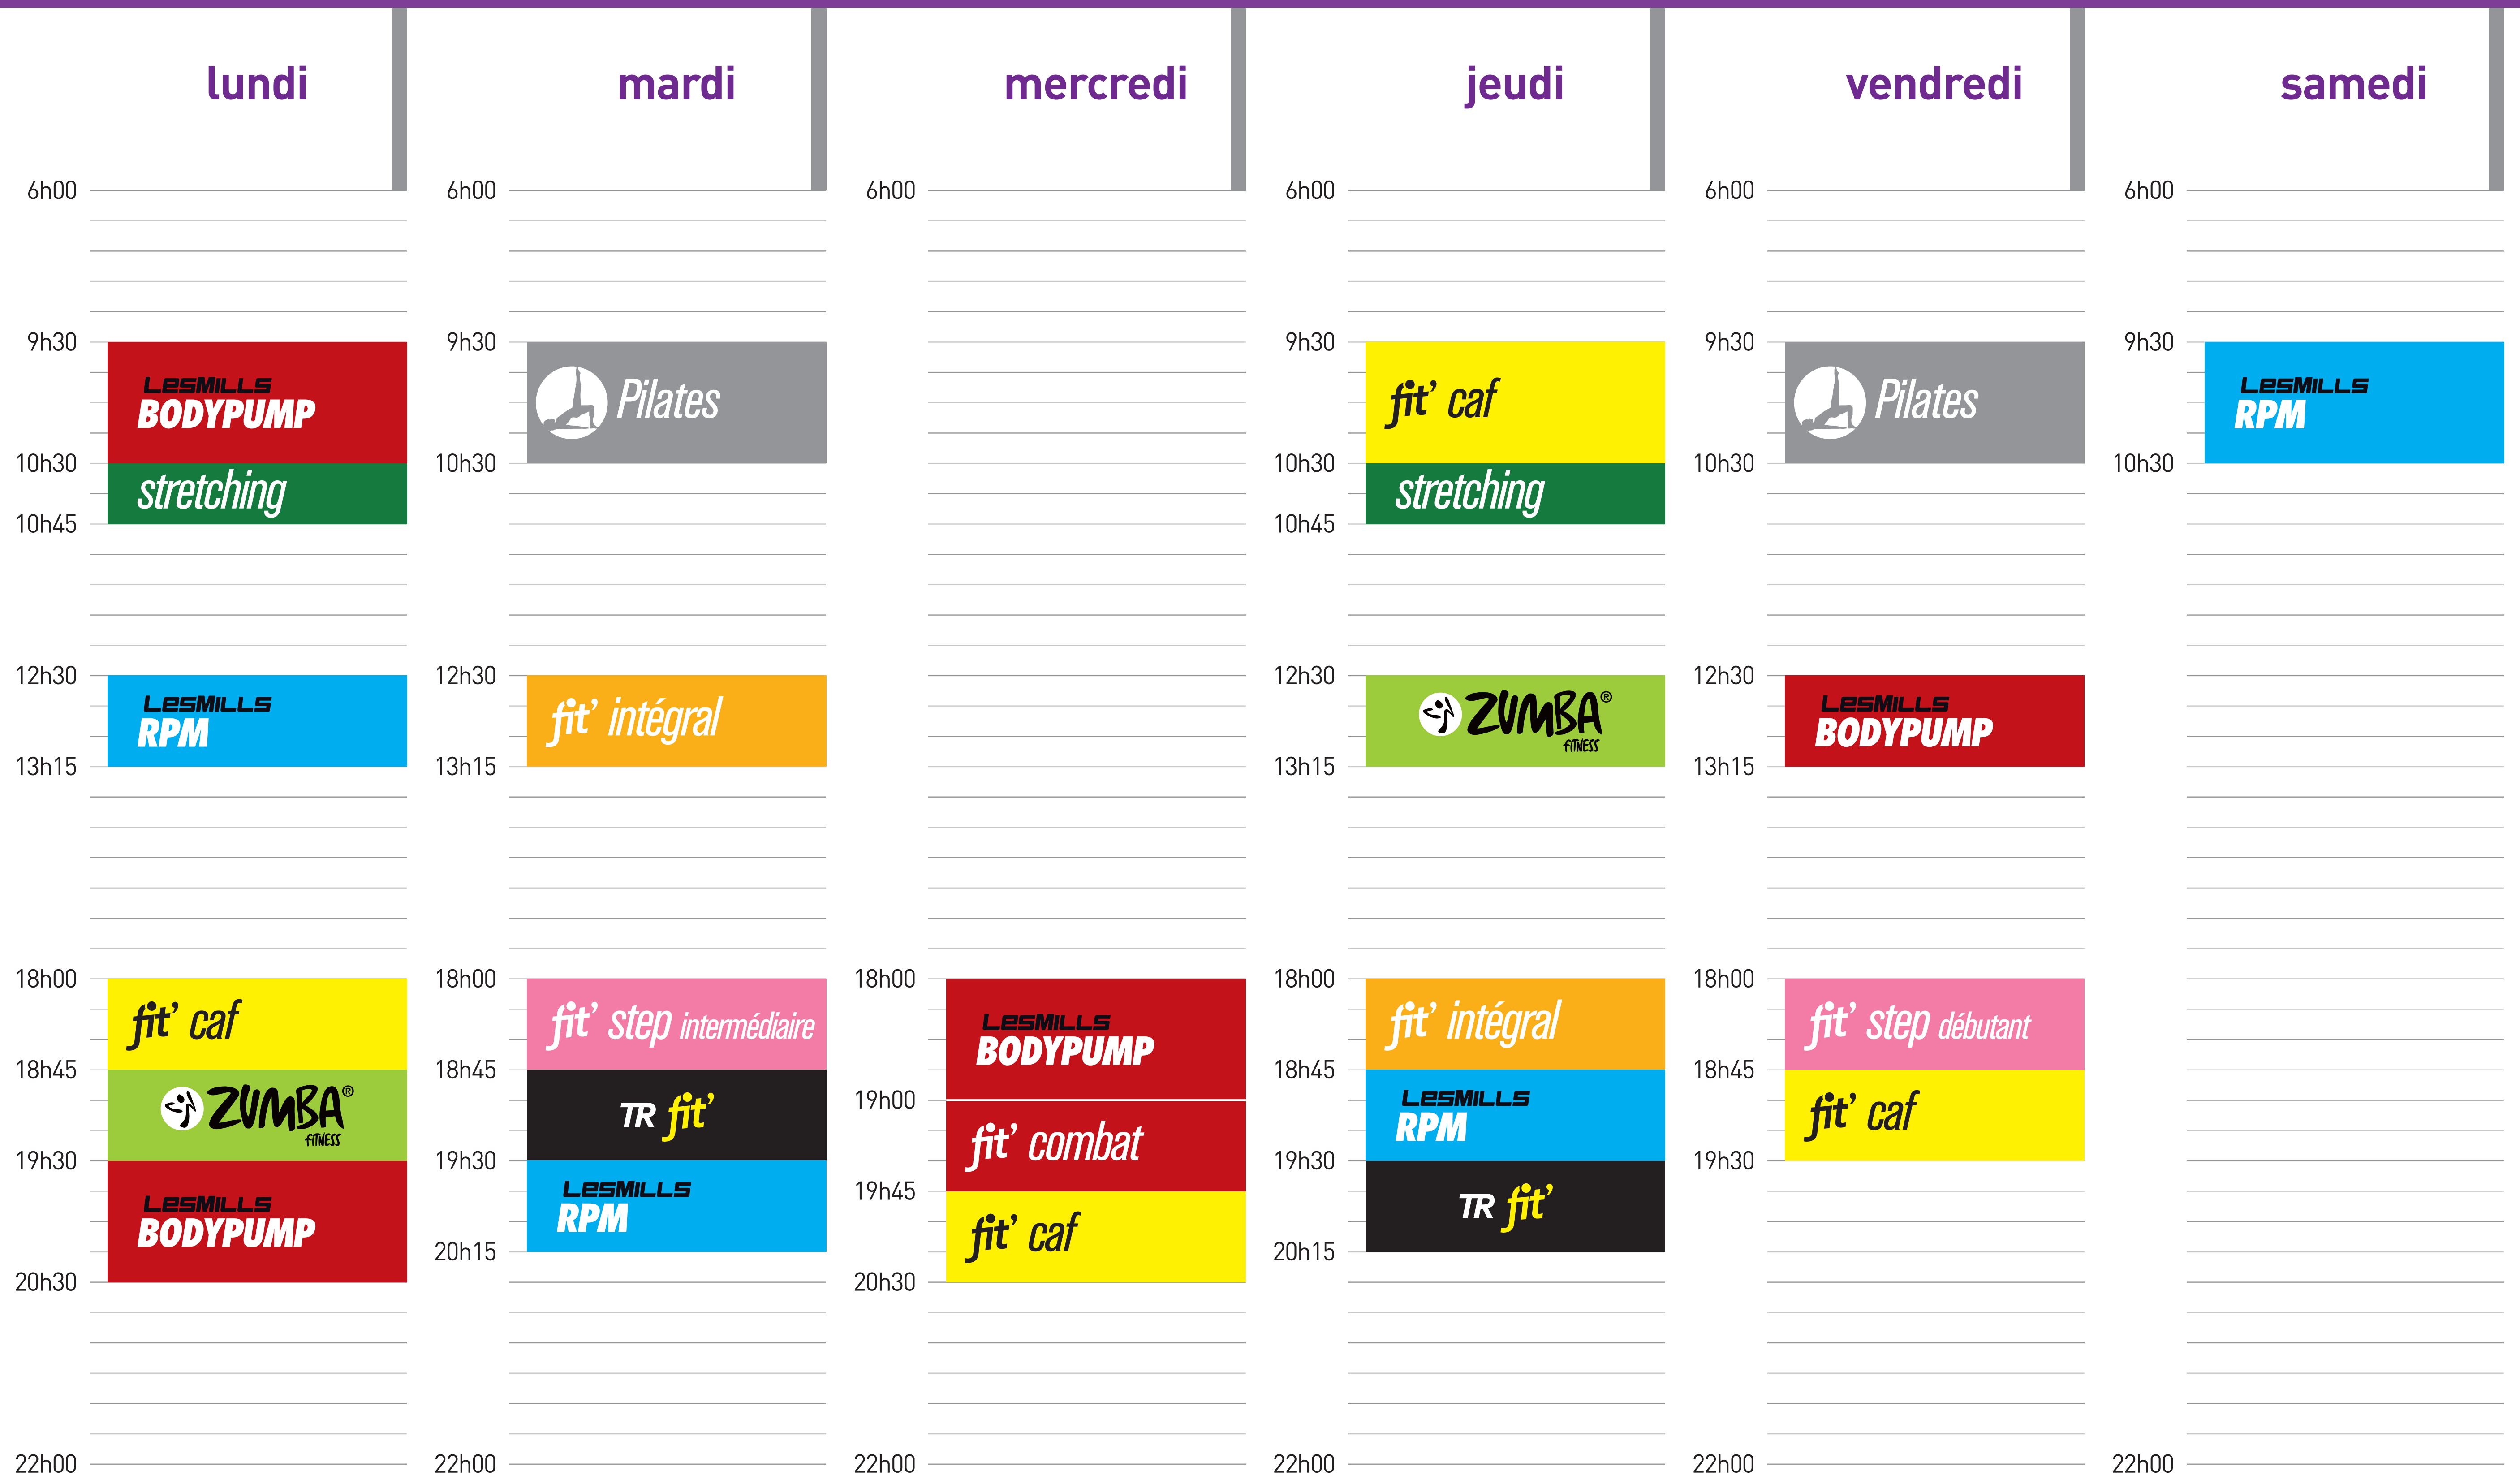 lundi
6h00
9h30
LesMILLS
BODYPUMP
10h30
stretching
10h45
12h30
LesMILLS
RPM
13h15
18h00
fit' caf
18h45
ZUMBA®
FITNESS
19h30
LesMILLS
BODYPUMP
20h30
22h00
mardi
6h00
9h30
Pilates
10h30
12h30
fit' intégral
13h15
18h00
fit' step intermédiaire
18h45
TR fit'
19h30
LesMILLS
RPM
20h15
22h00
mercredi
6h00
18h00
LesMILLS
BODYPUMP
19h00
fit' combat
19h45
fit' caf
20h30
22h00
jeudi
6h00
9h30
fit' caf
10h30
stretching
10h45
12h30
ZUMBA®
FITNESS
13h15
18h00
fit' intégral
18h45
LesMILLS
RPM
19h30
TR fit'
20h15
22h00
vendredi
6h00
9h30
Pilates
10h30
12h30
LesMILLS
BODYPUMP
13h15
18h00
fit' step débutant
18h45
fit' caf
19h30
22h00
samedi
6h00
9h30
LesMILLS
RPM
10h30
22h00